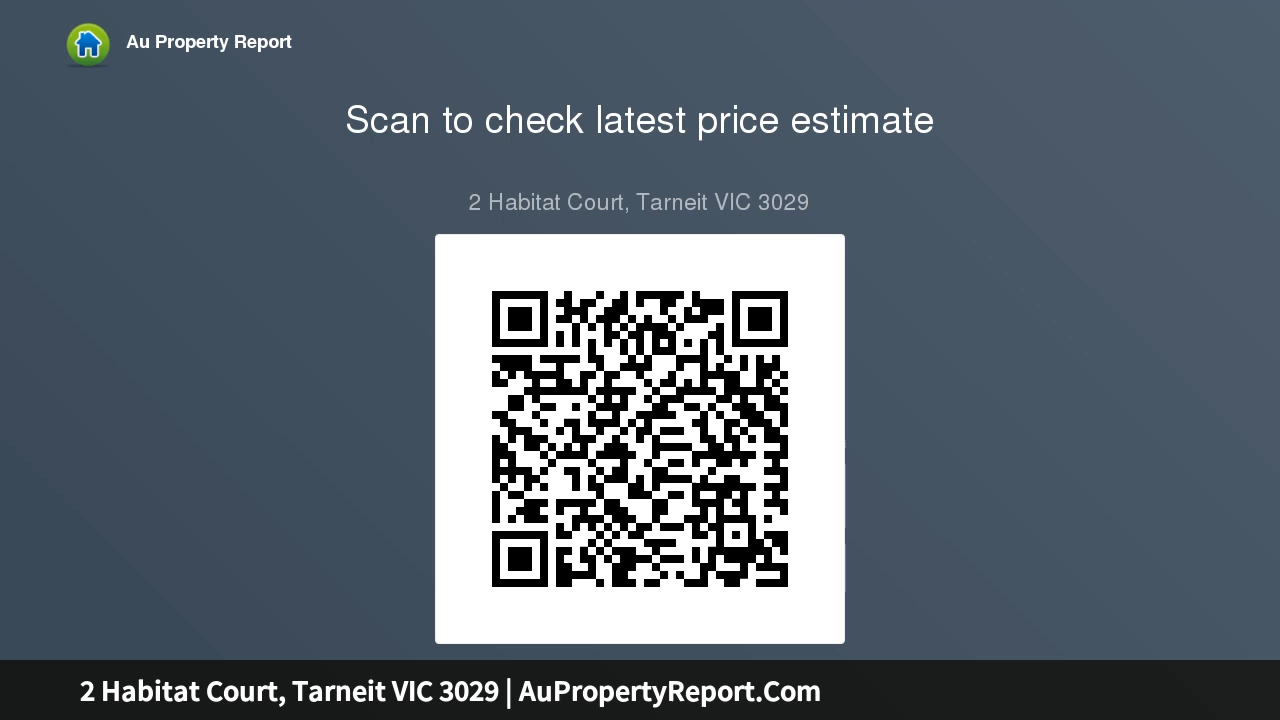 Au Property Report
Scan to check latest price estimate
2 Habitat Court, Tarneit VIC 3029
2 Habitat Court, Tarneit VIC 3029 | AuPropertyReport.Com